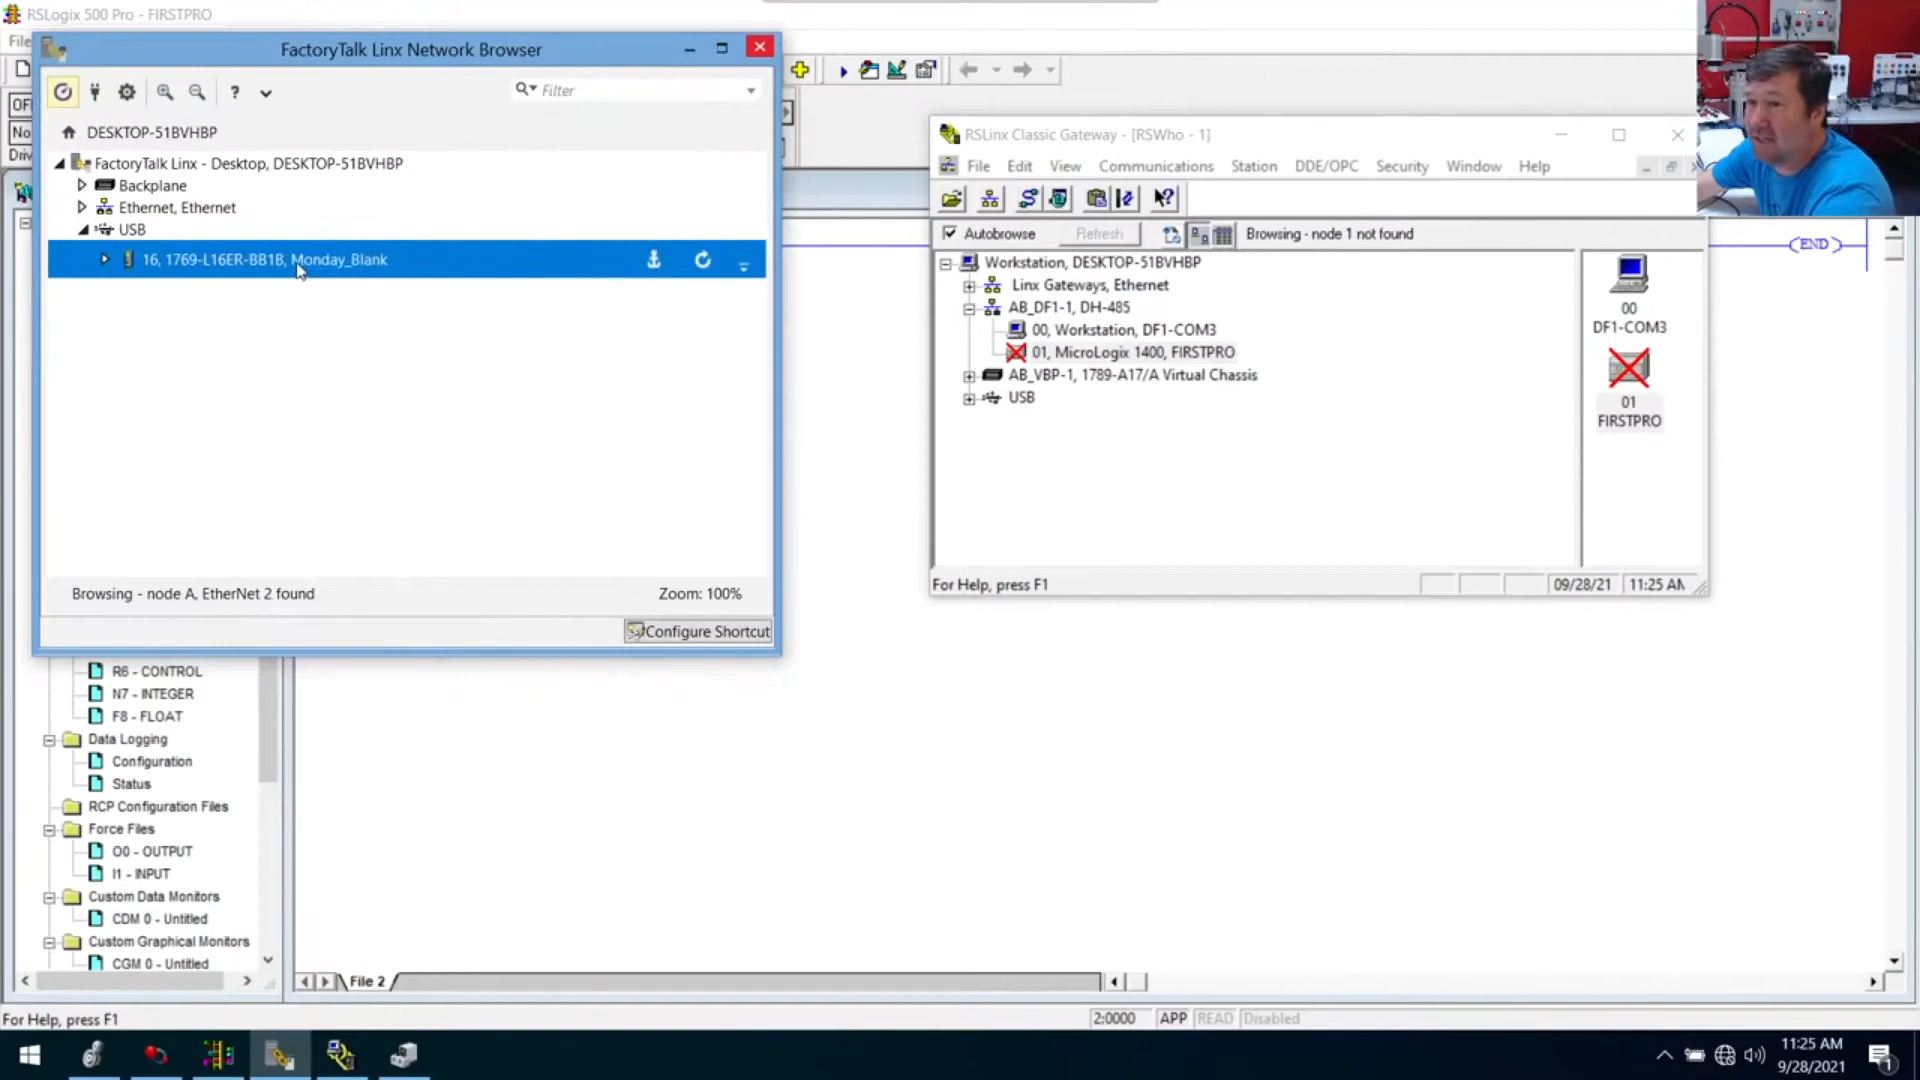 RSLogix 500 Pro - FIRSTPRO
File
FactoryTalk Linx Network Browser
?
Filter
DESKTOP-51BVHBP
FactoryTalk Linx - Desktop, DESKTOP-51BVHBP
Backplane
Ethernet, Ethernet
USB
16, 1769-L16ER-BB1B, Monday_Blank
Browsing - node A, EtherNet 2 found
Zoom: 100%
Configure Shortcut
RSLinx Classic Gateway - [RSWho - 1]
File Edit View Communications Station DDE/OPC Security Window Help
Autobrowse
Refresh
Browsing - node 1 not found
Workstation, DESKTOP-51BVHBP
Linx Gateways, Ethernet
AB_DF1-1, DH-485
00, Workstation, DF1-COM3
01, MicroLogix 1400, FIRSTPRO
AB_VBP-1, 1789-A17/A Virtual Chassis
USB
00
DF1-COM3
01
FIRSTPRO
For Help, press F1
09/28/21
11:25 AM
END
R6 - CONTROL
N7 - INTEGER
F8 - FLOAT
Data Logging
Configuration
Status
RCP Configuration Files
Force Files
O0 - OUTPUT
I1 - INPUT
Custom Data Monitors
CDM 0 - Untitled
Custom Graphical Monitors
CGM 0 - Untitled
File 2
For Help, press F1
2:0000
APP
READ
Disabled
11:25 AM
9/28/2021
1